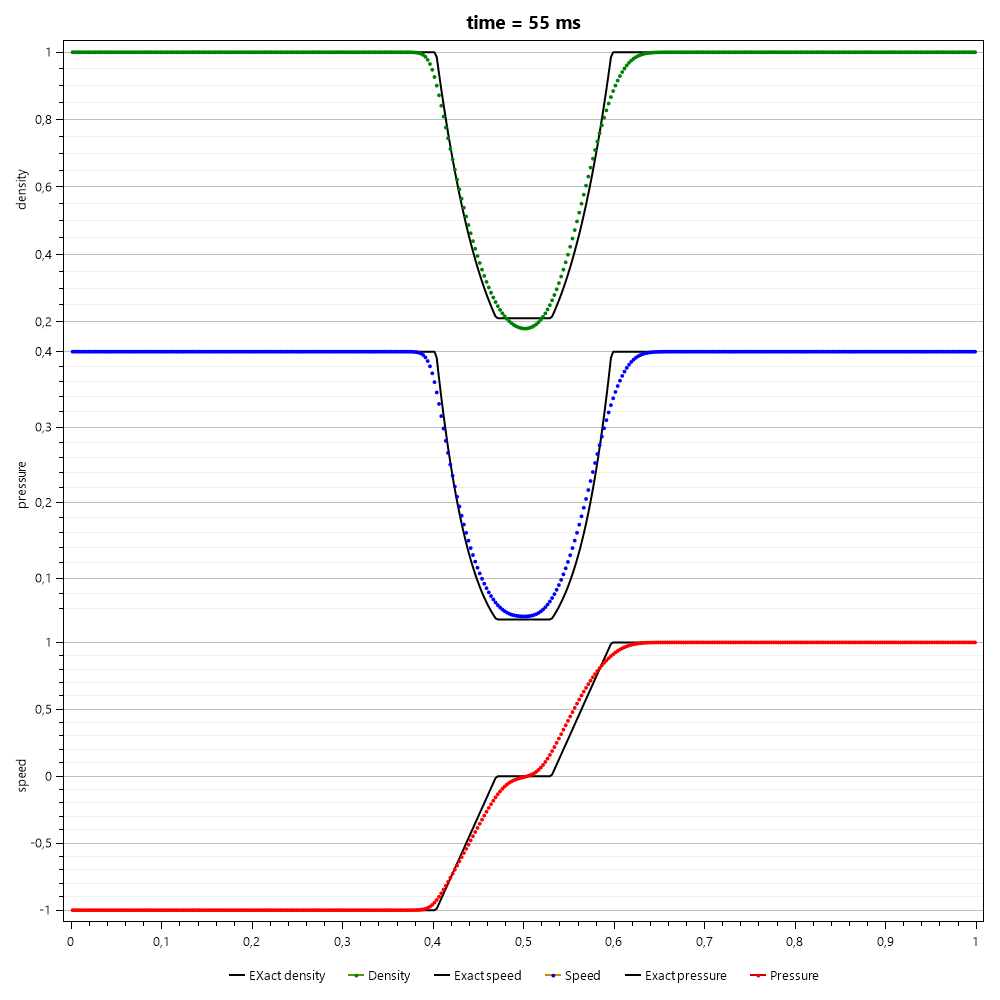 time = 55 ms
1
0,8
0,6
0,4
0,2
density
0,4
0,3
0,2
0,1
pressure
1
0,5
0
-0,5
-1
speed
0 0,1 0,2 0,3 0,4 0,5 0,6 0,7 0,8 0,9 1
EXact density Density Exact speed Speed Exact pressure Pressure